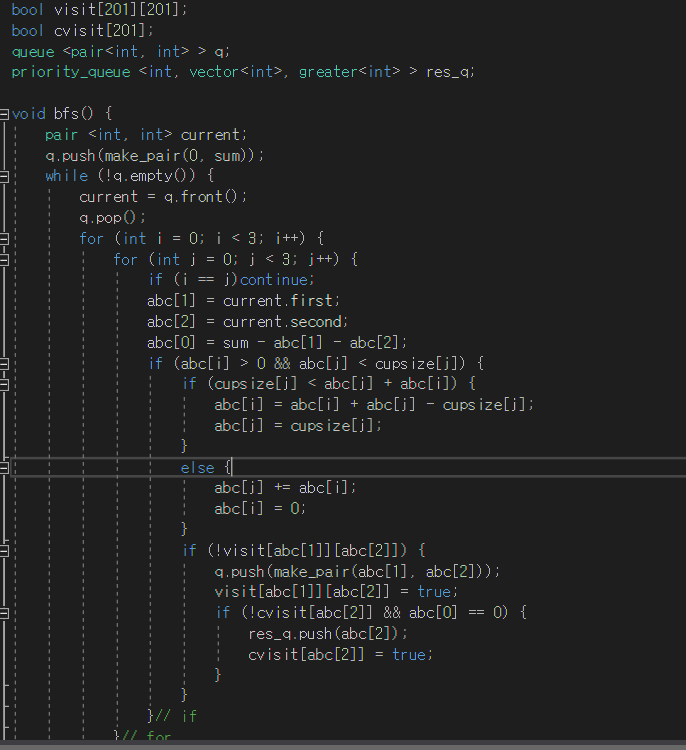 bool visit[201][201];
bool cvisit[201];
queue <pair<int, int> > q;
priority_queue <int, vector<int>, greater<int> > res_q;
void bfs() {
pair <int, int> current;
q.push(make_pair(0, sum));
while (!q.empty()) {
current = q.front();
q.pop();
for (int i = 0; i < 3; i++) {
for (int j = 0; j < 3; j++) {
if (i == j)continue;
abc[1] = current.first;
abc[2] = current.second;
abc[0] = sum - abc[1] - abc[2];
if (abc[i] > 0 && abc[j] < cupsize[j]) {
if (cupsize[j] < abc[j] + abc[i]) {
abc[i] = abc[i] + abc[j] - cupsize[j];
abc[j] = cupsize[j];
}
else {
abc[j] += abc[i];
abc[i] = 0;
}
if (!visit[abc[1]][abc[2]]) {
q.push(make_pair(abc[1], abc[2]));
visit[abc[1]][abc[2]] = true;
if (!cvisit[abc[2]] && abc[0] == 0) {
res_q.push(abc[2]);
cvisit[abc[2]] = true;
}
}
}// if
}// for